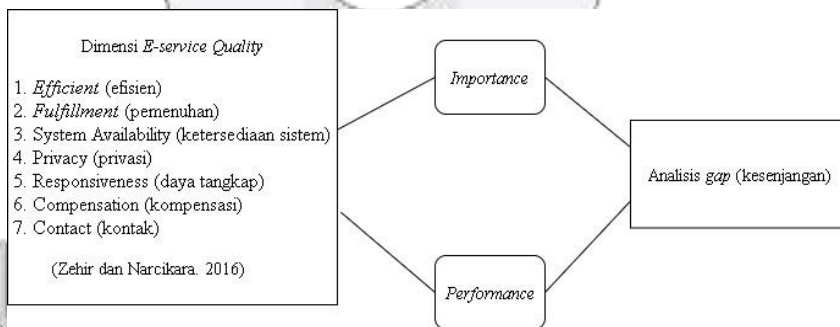 Dimensi E-service Quality
1. Efficient (efisien)
2. Fulfillment (pemenuhan)
3. System Availability (ketersediaan sistem)
4. Privacy (privasi)
5. Responsiveness (daya tangkap)
6. Compensation (kompensasi)
7. Contact (kontak)
(Zehir dan Narcikara. 2016)
Importance
Performance
Analisis gap (kesenjangan)